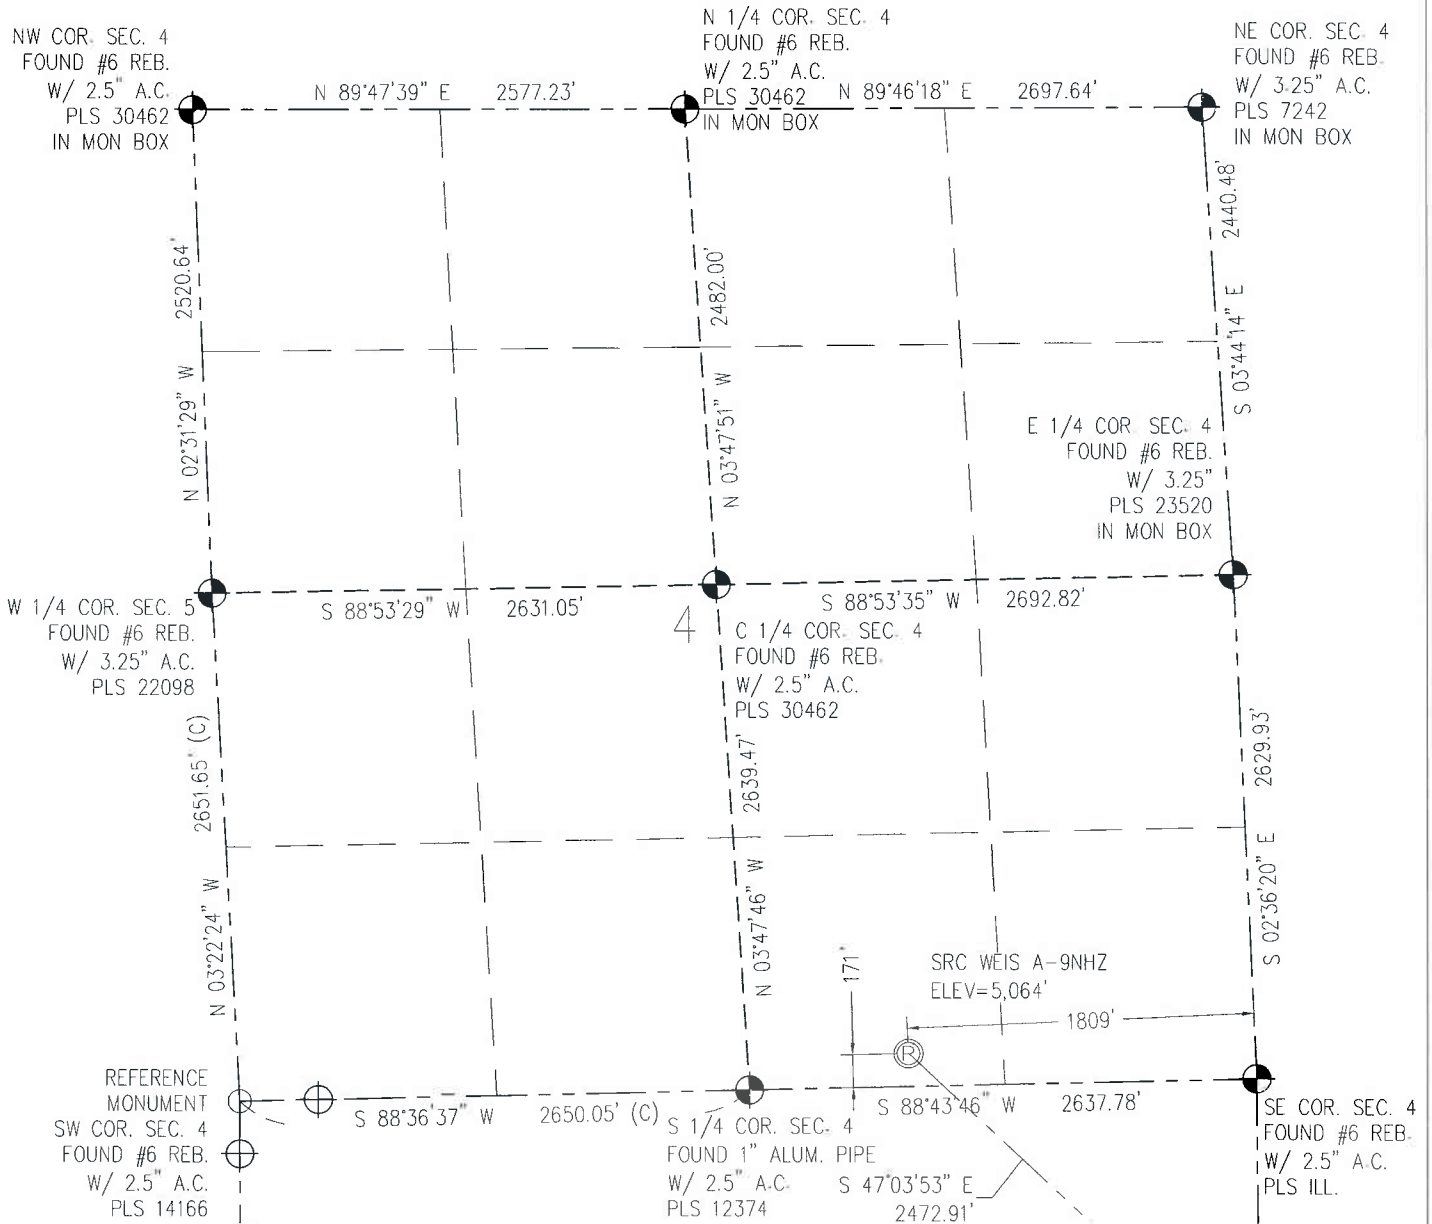 NW COR. SEC. 4
FOUND #6 REB.
W/ 2.5" A.C.
PLS 30462
IN MON BOX
N 89°47'39" E 2577.23'
N 1/4 COR. SEC. 4
FOUND #6 REB.
W/ 2.5" A.C.
PLS 30462
IN MON BOX
N 89°46'18" E 2697.64'
NE COR. SEC. 4
FOUND #6 REB.
W/ 3.25" A.C.
PLS 7242
IN MON BOX
N 02°31'29" W 2520.64'
N 03°47'51" W 2482.00'
S 03°44'14" E 2440.48'
E 1/4 COR. SEC. 4
FOUND #6 REB.
W/ 3.25"
PLS 23520
IN MON BOX
W 1/4 COR. SEC. 5
FOUND #6 REB.
W/ 3.25" A.C.
PLS 22098
S 88°53'29" W 2631.05'
4
S 88°53'35" W 2692.82'
C 1/4 COR. SEC. 4
FOUND #6 REB.
W/ 2.5" A.C.
PLS 30462
N 03°22'24" W 2651.65' (C)
N 03°47'46" W 2639.47'
S 02°36'20" E 2629.93'
171'
SRC WEIS A-9NHZ
ELEV=5,064'
1809'
R
REFERENCE
MONUMENT
SW COR. SEC. 4
FOUND #6 REB.
W/ 2.5" A.C.
PLS 14166
S 88°36'37" W 2650.05' (C)
S 1/4 COR. SEC. 4
FOUND 1" ALUM. PIPE
W/ 2.5" A.C.
PLS 12374
S 88°43'46" W 2637.78'
S 47°03'53" E
2472.91'
SE COR. SEC. 4
FOUND #6 REB.
W/ 2.5" A.C.
PLS ILL.